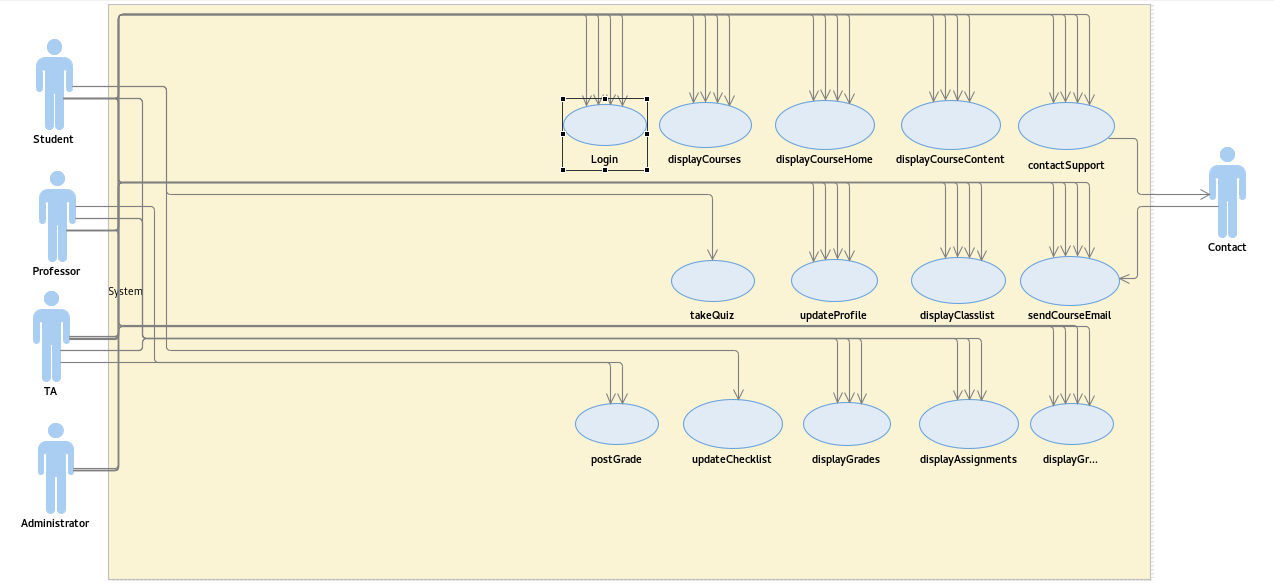 Student
Login
displayCourses
displayCourseHome
displayCourseContent
contactSupport
Contact
Professor
System
takeQuiz
updateProfile
displayClasslist
sendCourseEmail
TA
postGrade
updateChecklist
displayGrades
displayAssignments
displayGr...
Administrator